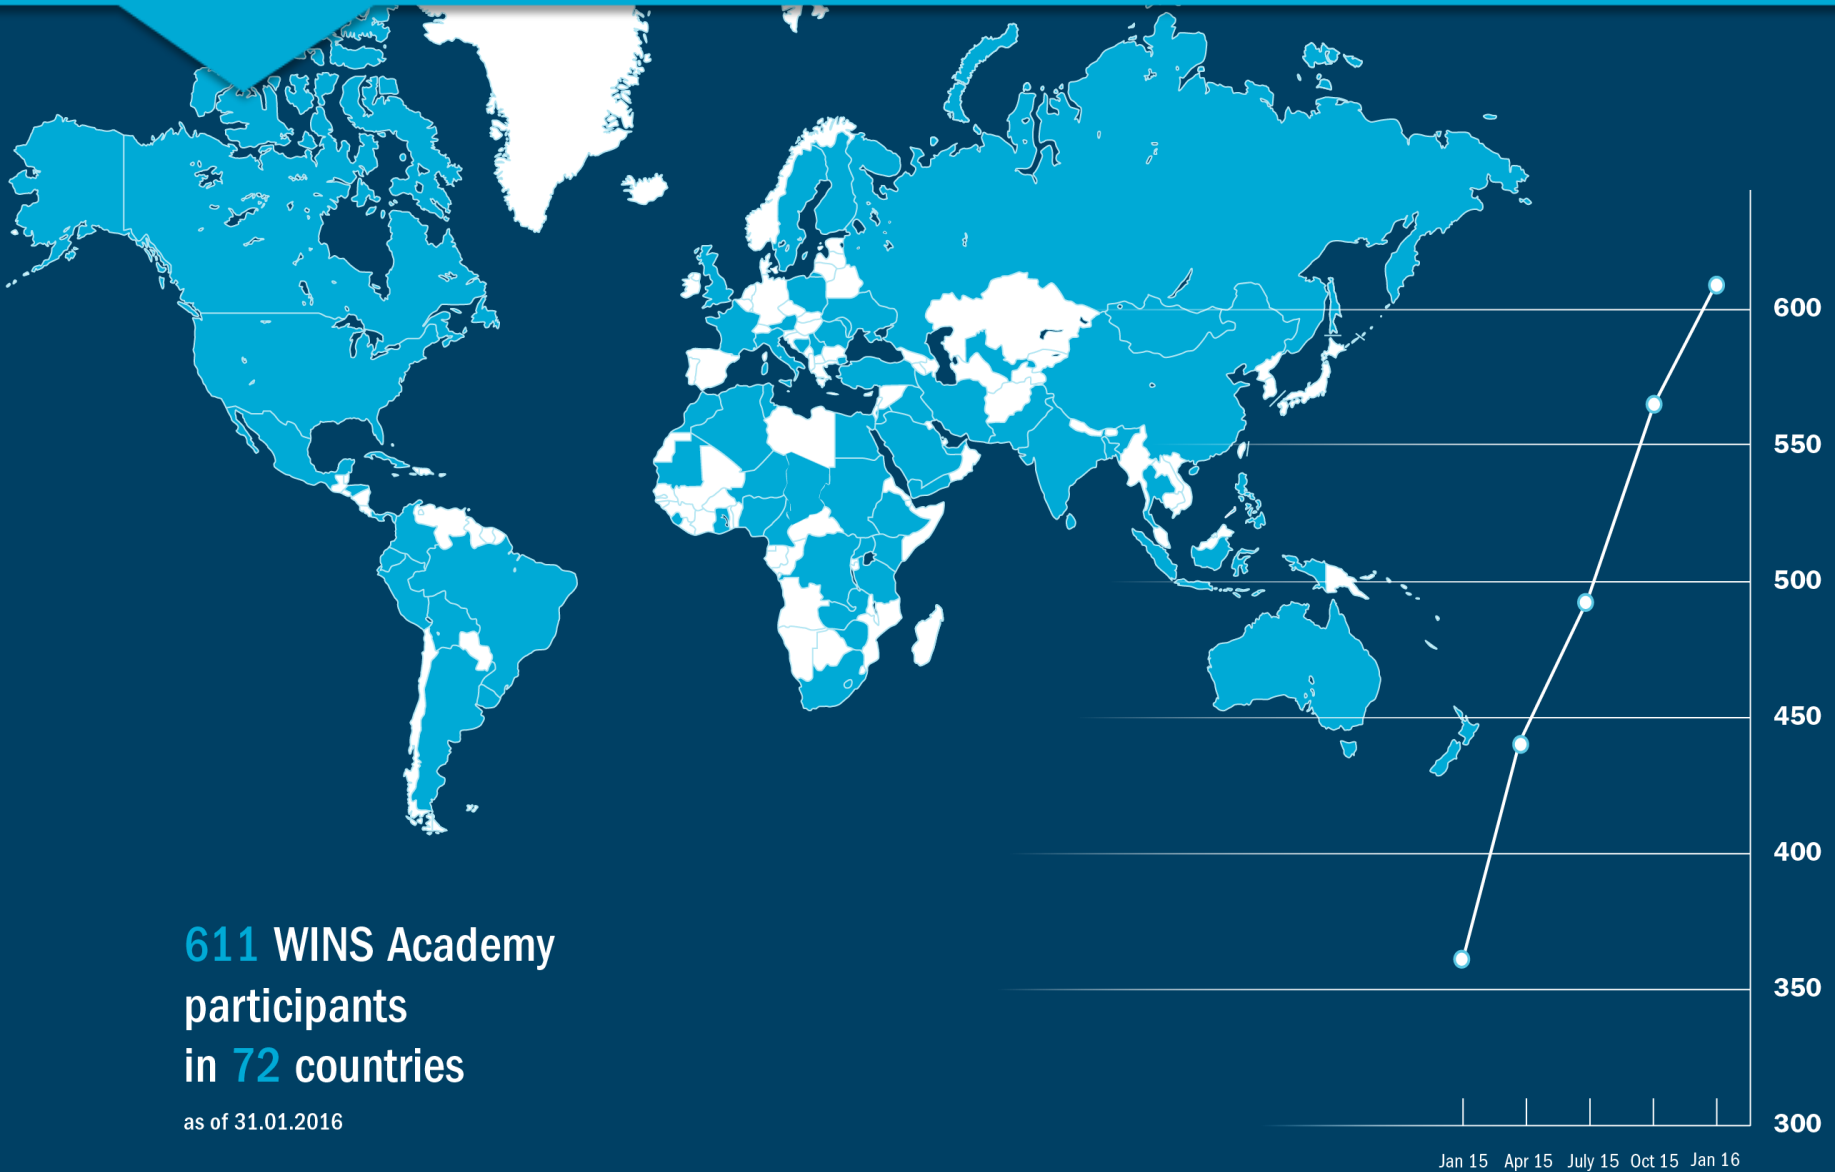 611 WINS Academy
participants
in 72 countries
as of 31.01.2016
600
550
500
450
400
350
300
Jan 15 Apr 15 July 15 Oct 15 Jan 16